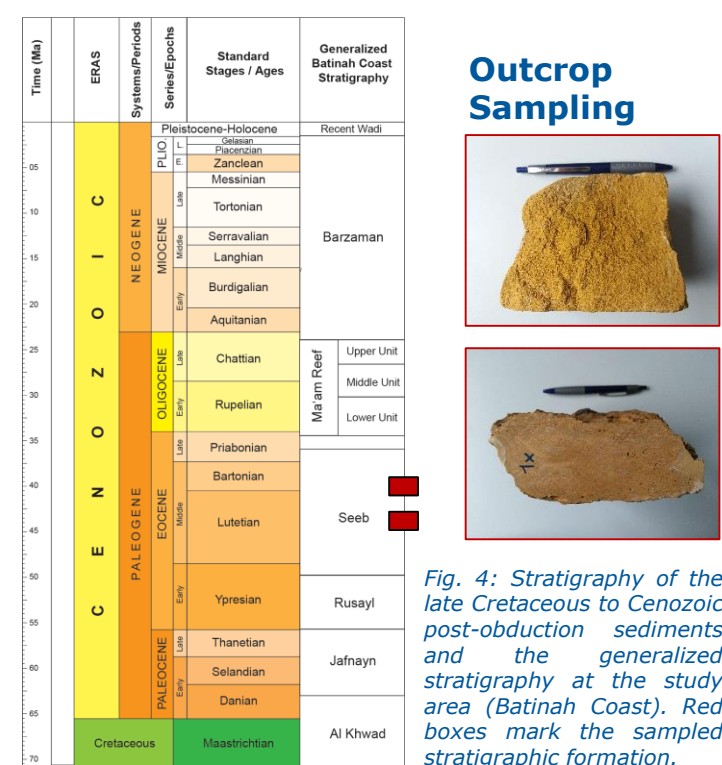 Time (Ma)
ERAS
Systems/Periods
Series/Epochs
Standard
Stages / Ages
Generalized
Batinah Coast
Stratigraphy
Outcrop
Sampling
Pleistocene-Holocene
Recent Wadi
PLIO.
L.
Gelasian
Piacenzian
E.
Zanclean
05
Messinian
CENOZOIC
NEOGENE
MIOCENE
Late
10
Tortonian
Middle
Serravalian
Barzaman
15
Langhian
Early
Burdigalian
20
Aquitanian
25
PALEOGENE
OLIGOCENE
Late
Chattian
Ma'am Reef
Upper Unit
Middle Unit
30
Early
Rupelian
Lower Unit
35
EOCENE
Late
Priabonian
1x
40
Middle
Bartonian
Lutetian
Seeb
45
50
Early
Ypresian
Rusayl
55
PALEOCENE
Late
Thanetian
Jafnayn
60
Early
Selandian
Danian
65
Cretaceous
Maastrichtian
Al Khwad
70
Fig. 4: Stratigraphy of the
late Cretaceous to Cenozoic
post-obduction sediments
and the generalized
stratigraphy at the study
area (Batinah Coast). Red
boxes mark the sampled
stratigraphic formation.